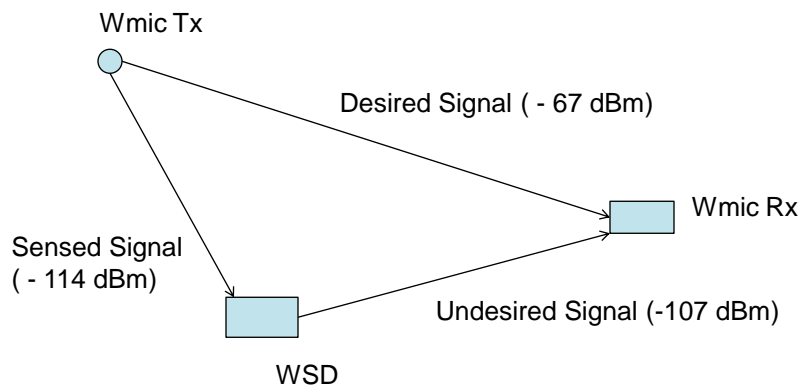 Wmic Tx
Desired Signal ( - 67 dBm)
Wmic Rx
Sensed Signal
( - 114 dBm)
Undesired Signal (-107 dBm)
WSD